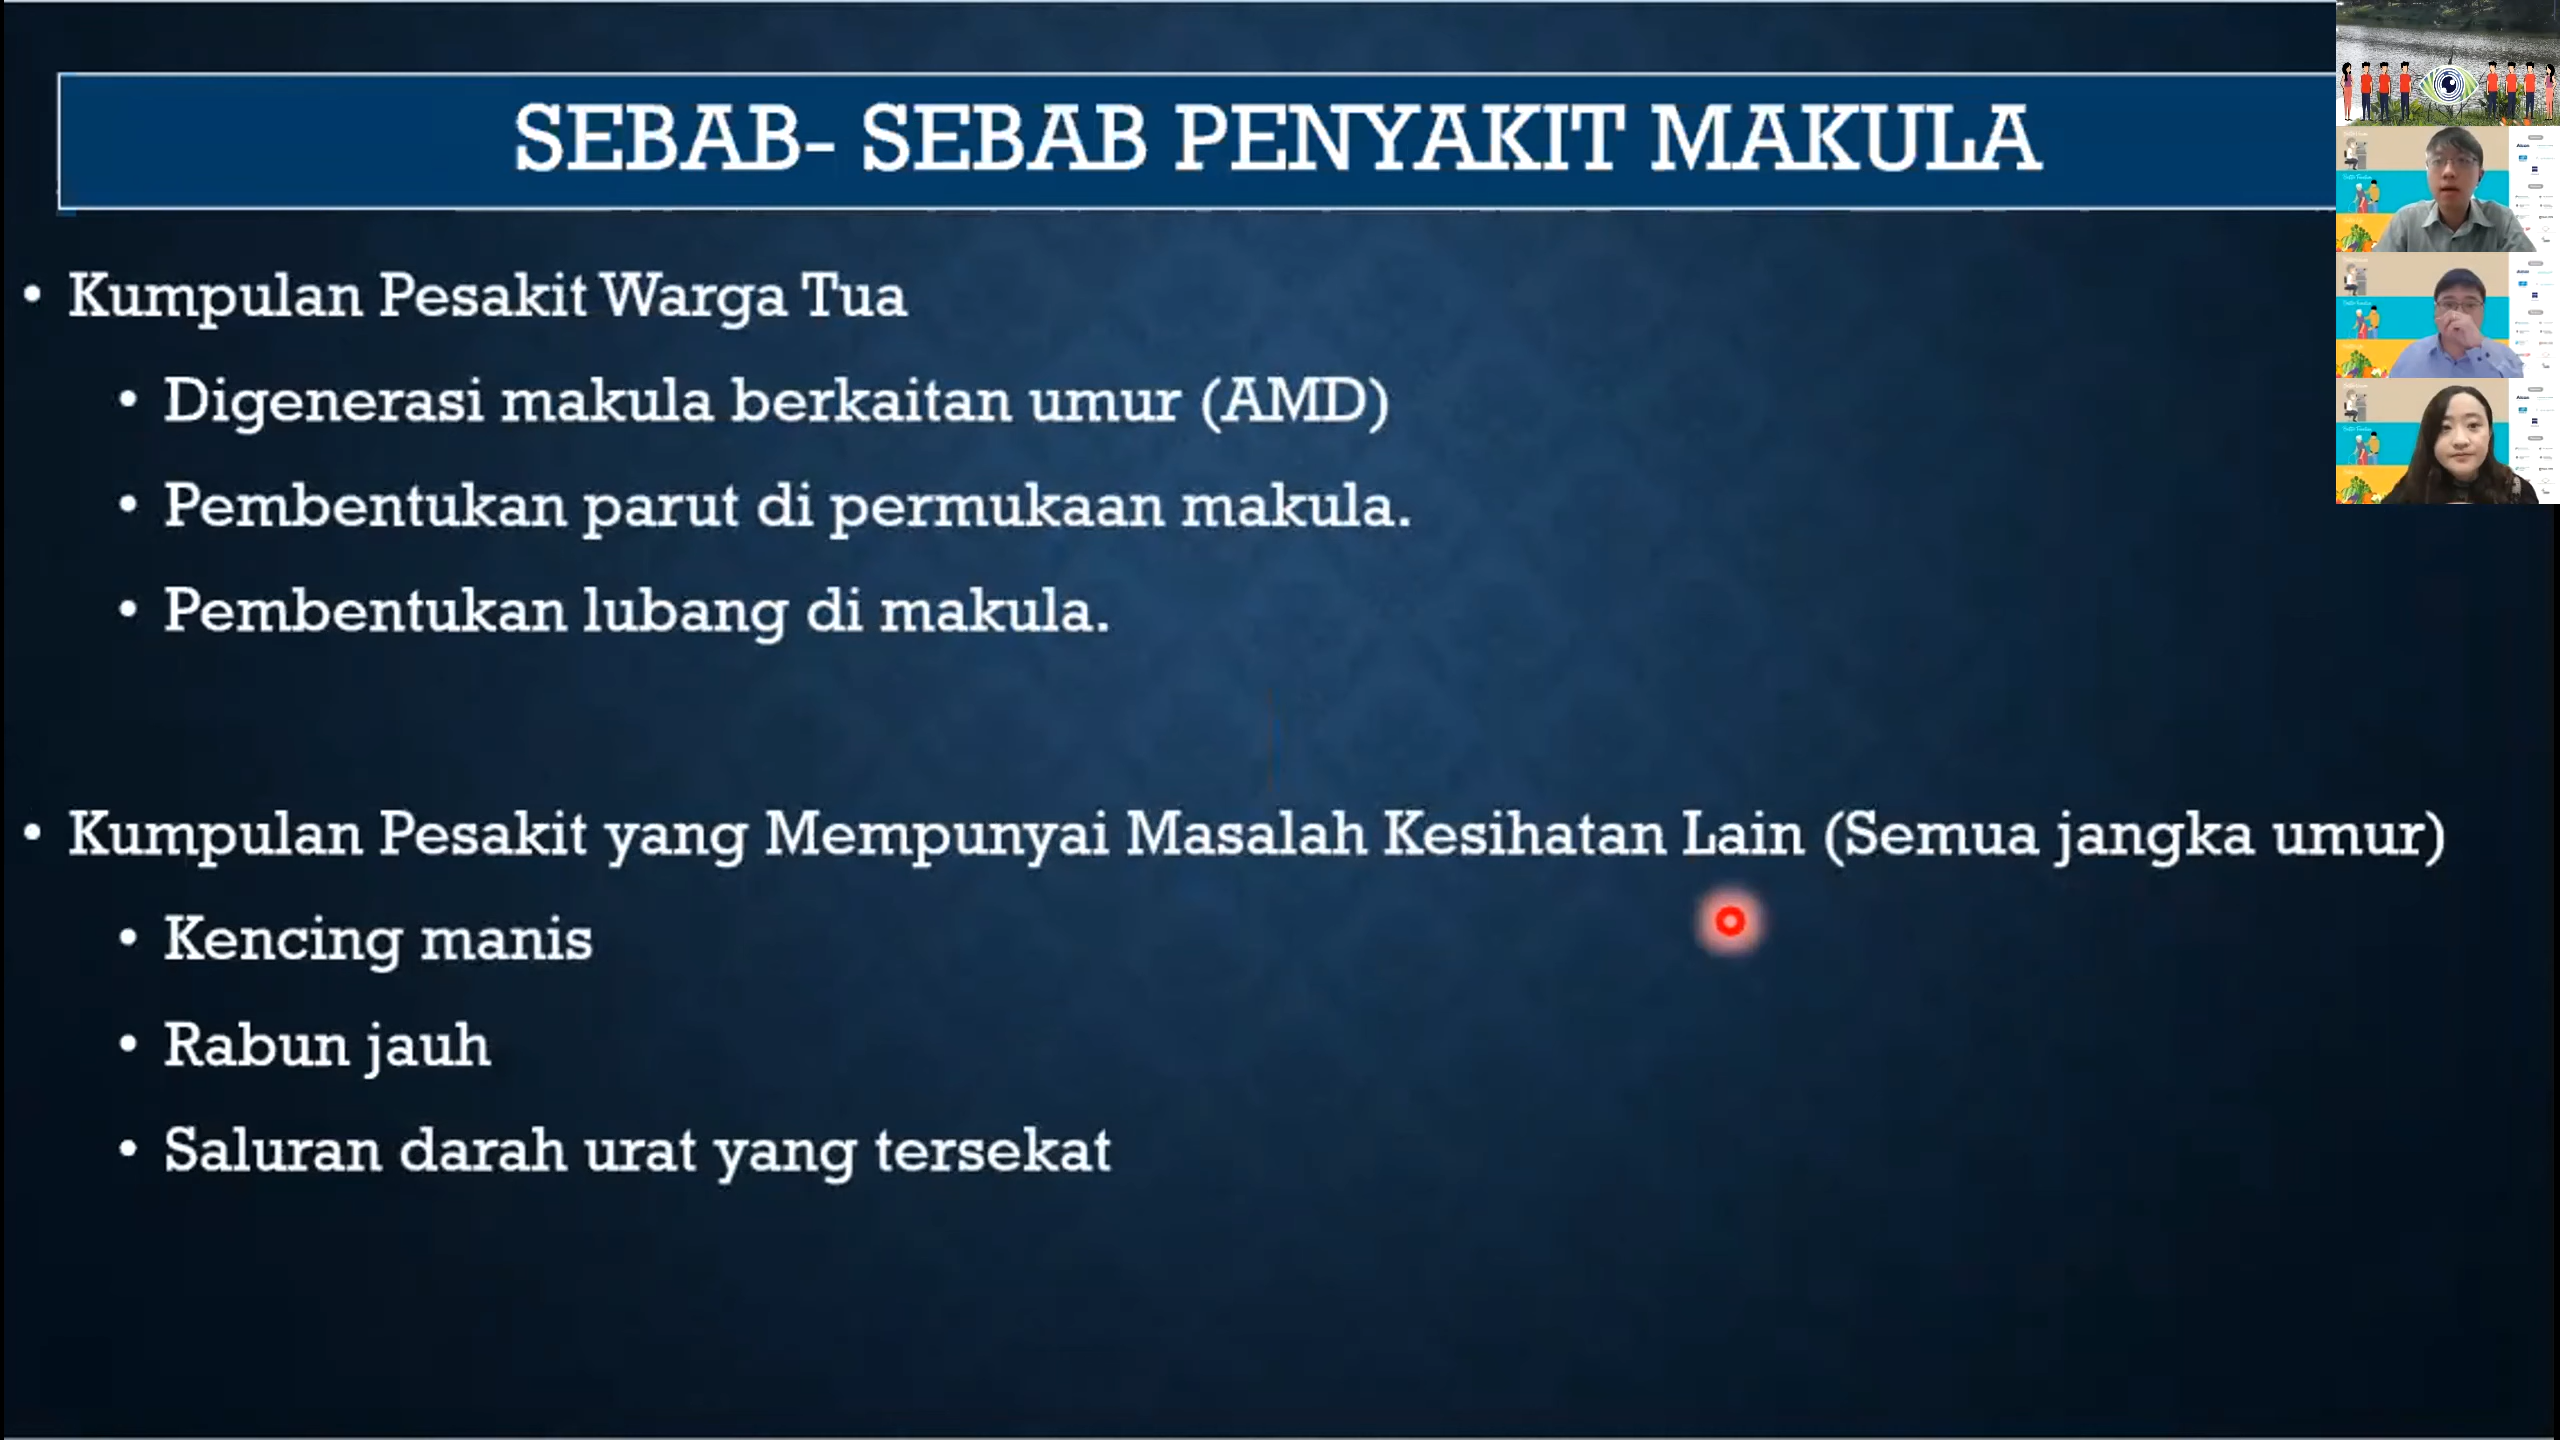 SEBAB- SEBAB PENYAKIT MAKULA
• Kumpulan Pesakit Warga Tua
• Digenerasi makula berkaitan umur (AMD)
• Pembentukan parut di permukaan makula.
• Pembentukan lubang di makula.
• Kumpulan Pesakit yang Mempunyai Masalah Kesihatan Lain (Semua jangka umur)
• Kencing manis
• Rabun jauh
• Saluran darah urat yang tersekat